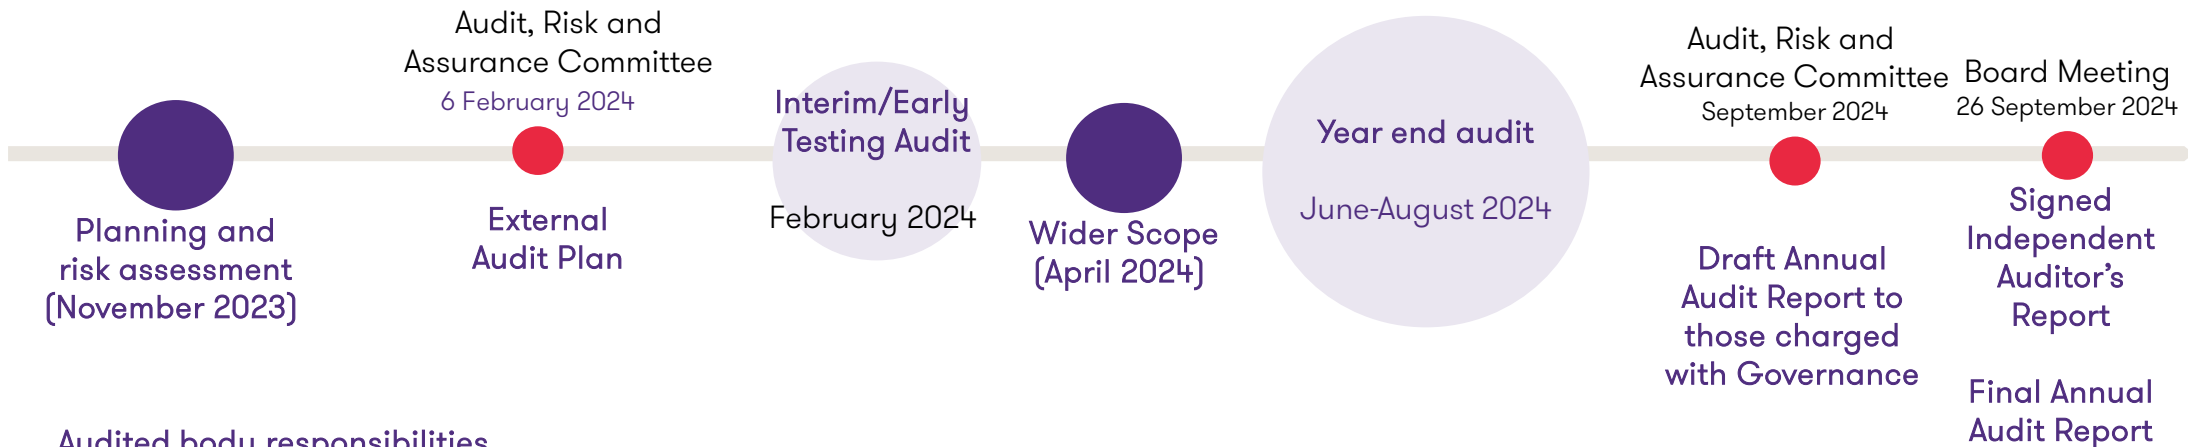 Planning and
risk assessment
(November 2023)
Audit, Risk and
Assurance Committee
6 February 2024
External
Audit Plan
Interim/Early
Testing Audit
February 2024
Wider Scope
(April 2024)
Year end audit
June-August 2024
Audit, Risk and
Assurance Committee
September 2024
Draft Annual
Audit Report to
those charged
with Governance
Board Meeting
26 September 2024
Signed
Independent
Auditor’s
Report
Final Annual
Audit Report
Audited body responsibilities